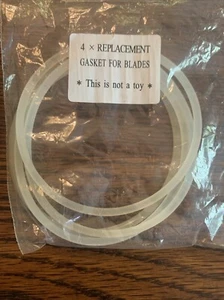 4 × REPLACEMENT
GASKET FOR BLADES
* This is not a toy *